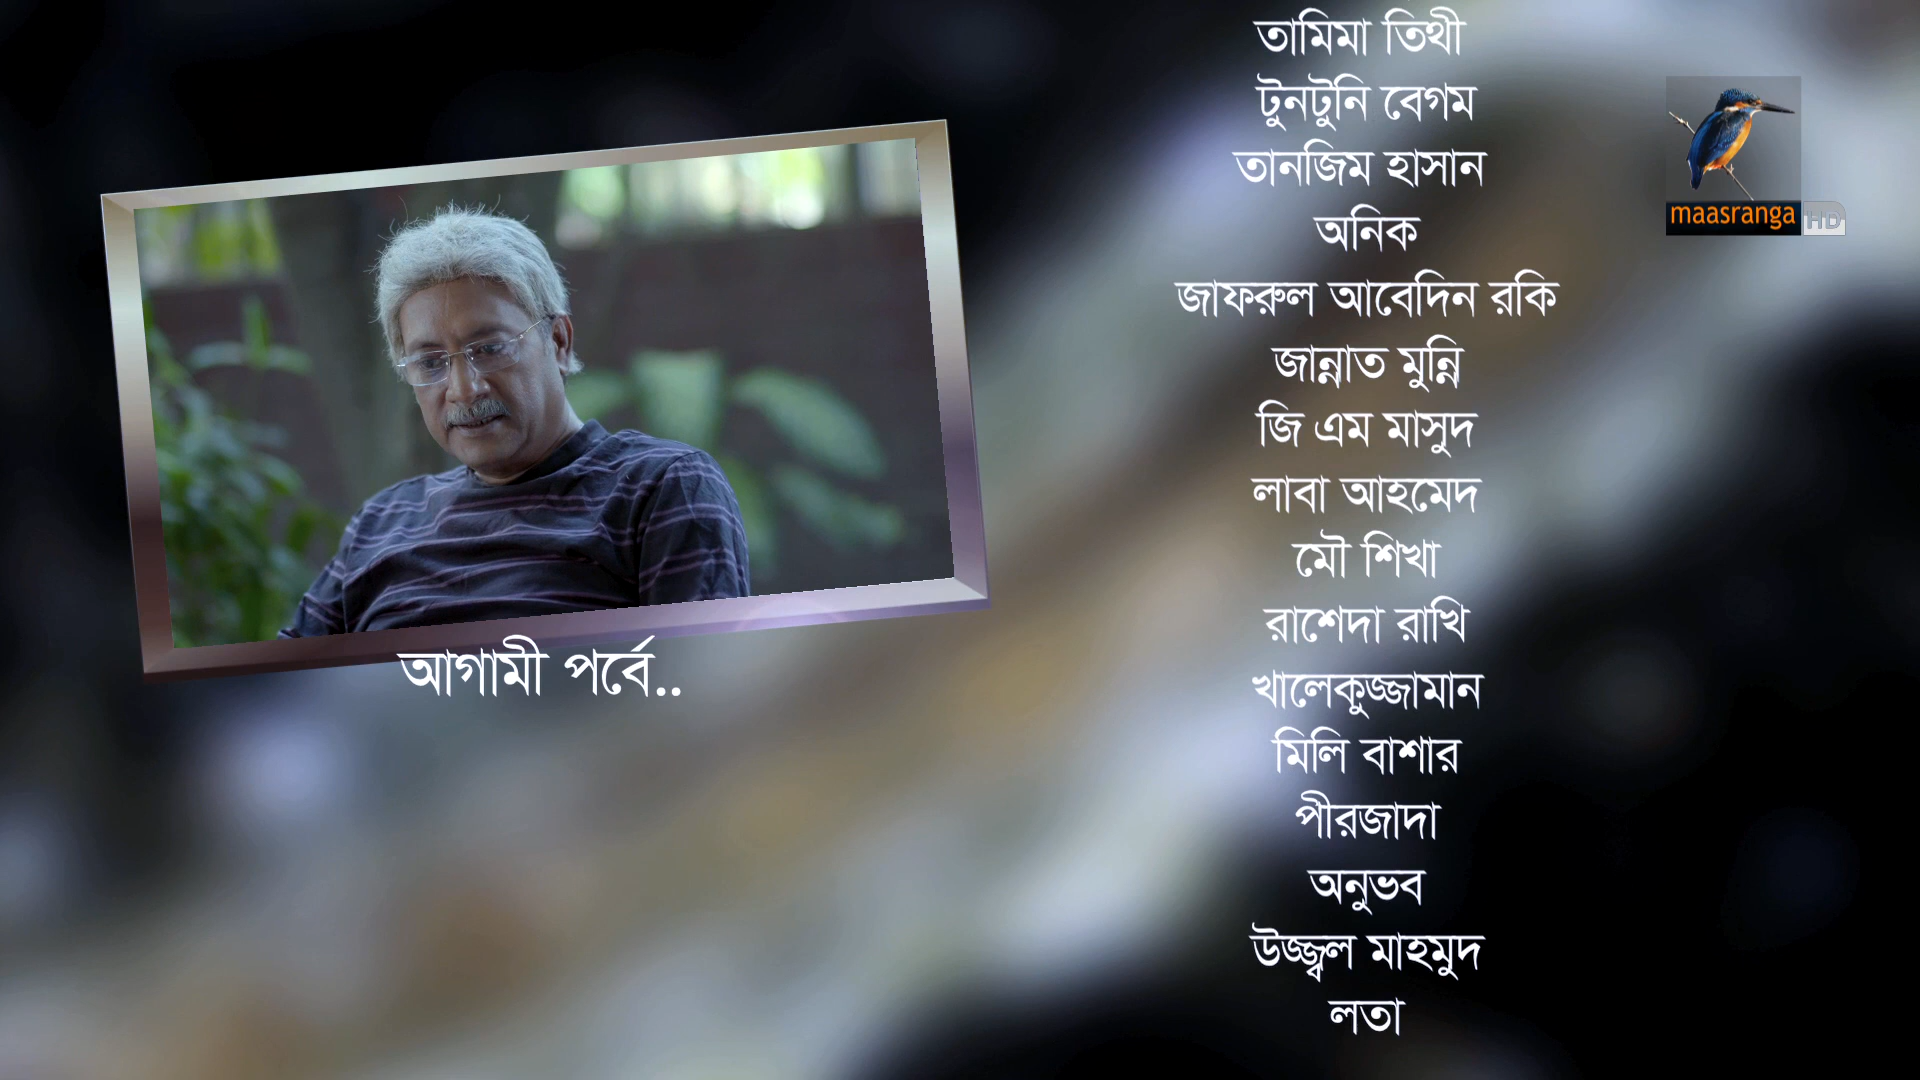 তামিমা তিথী
টুনটুনি বেগম
তানজিম হাসান
অনিক
জাফরুল আবেদিন রকি
জান্নাত মুন্নি
জি এম মাসুদ
লাবা আহমেদ
মৌ শিখা
রাশেদা রাখি
খালেকুজ্জামান
মিলি বাশার
পীরজাদা
অনুভব
উজ্জ্বল মাহমুদ
লতা
আগামী পর্বে..
maasranga HD